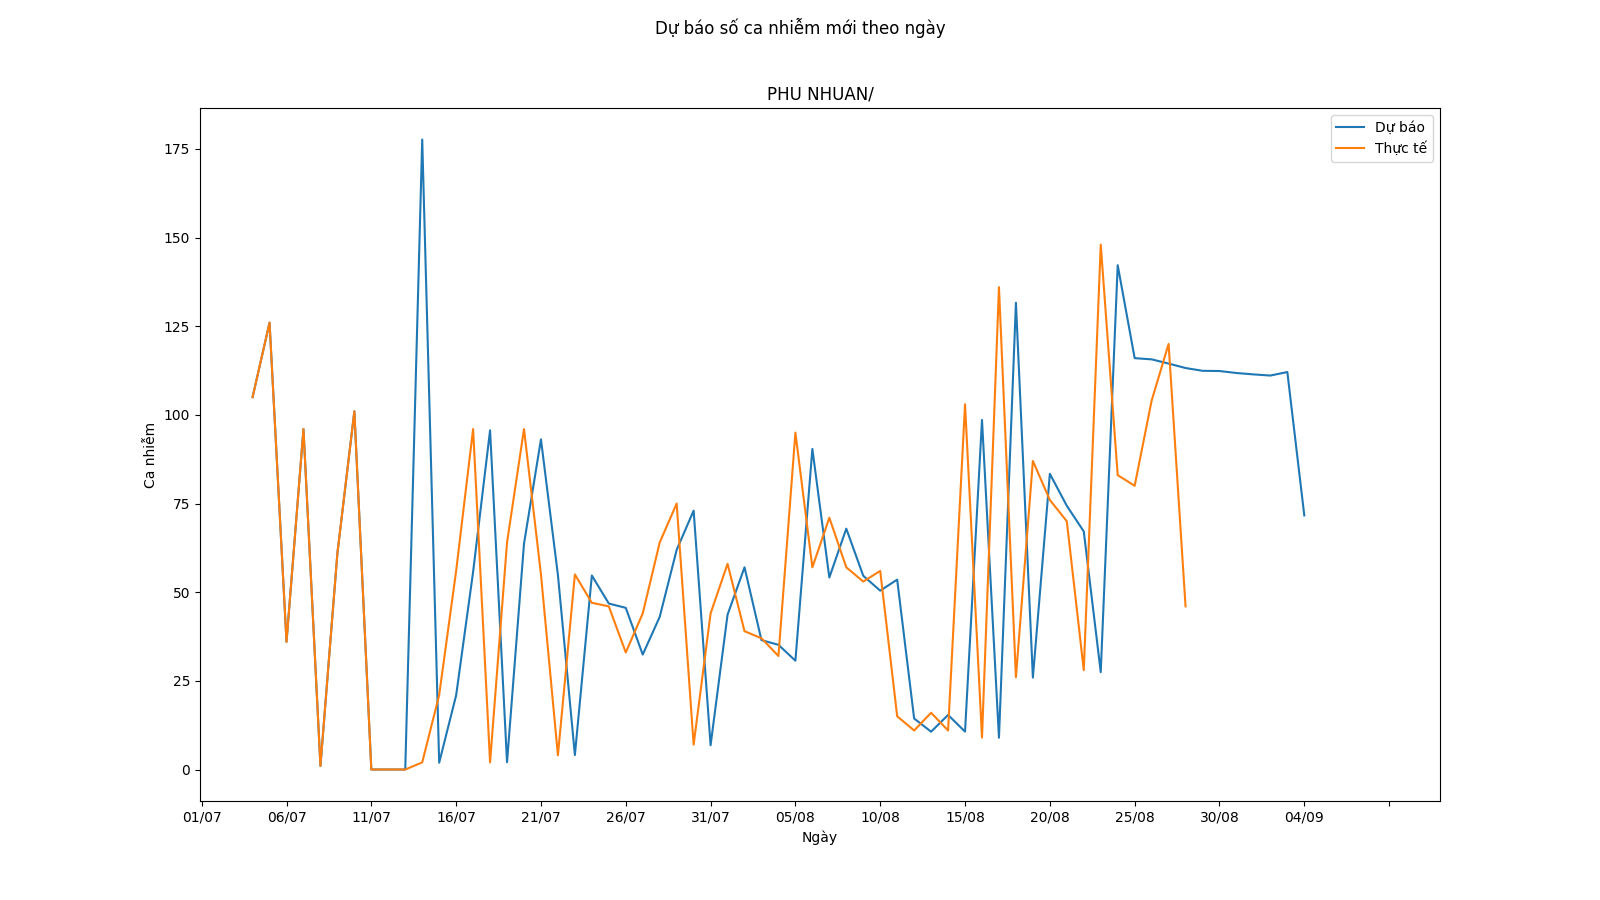 Dự báo số ca nhiễm mới theo ngày
PHU NHUAN/
Dự báo
Thực tế
175
150
125
100
75
50
25
0
Ca nhiễm
01/07 06/07 11/07 16/07 21/07 26/07 31/07 05/08 10/08 15/08 20/08 25/08 30/08 04/09
Ngày